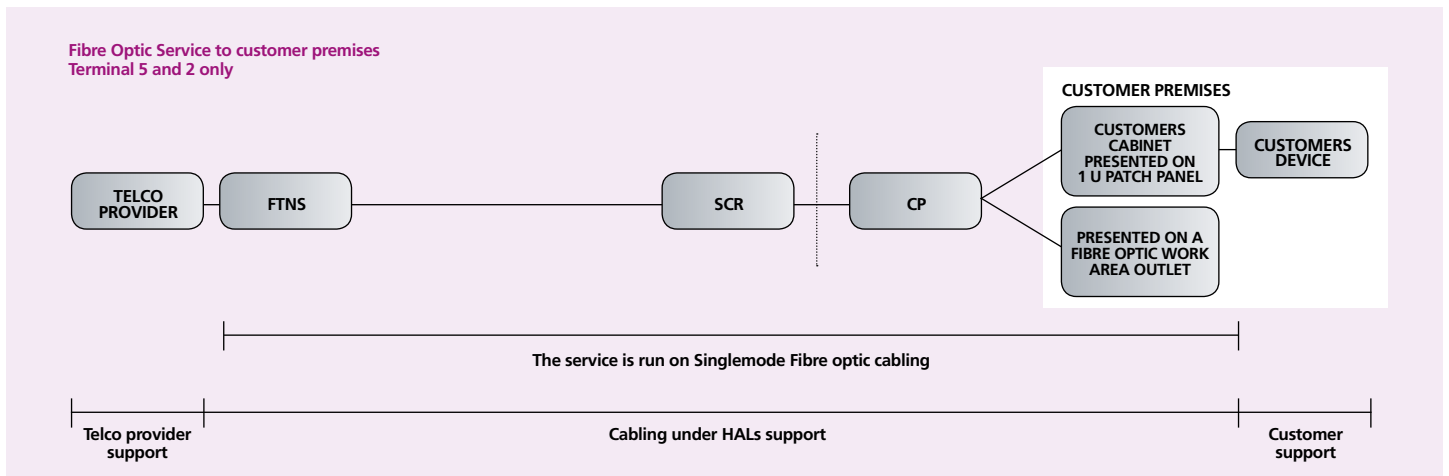 Fibre Optic Service to customer premises
Terminal 5 and 2 only
CUSTOMER PREMISES
TELCO
PROVIDER
FTNS
SCR
CP
CUSTOMERS
CABINET
PRESENTED ON
1 U PATCH PANEL
CUSTOMERS
DEVICE
PRESENTED ON A
FIBRE OPTIC WORK
AREA OUTLET
The service is run on Singlemode Fibre optic cabling
Telco provider
support
Cabling under HALs support
Customer
support